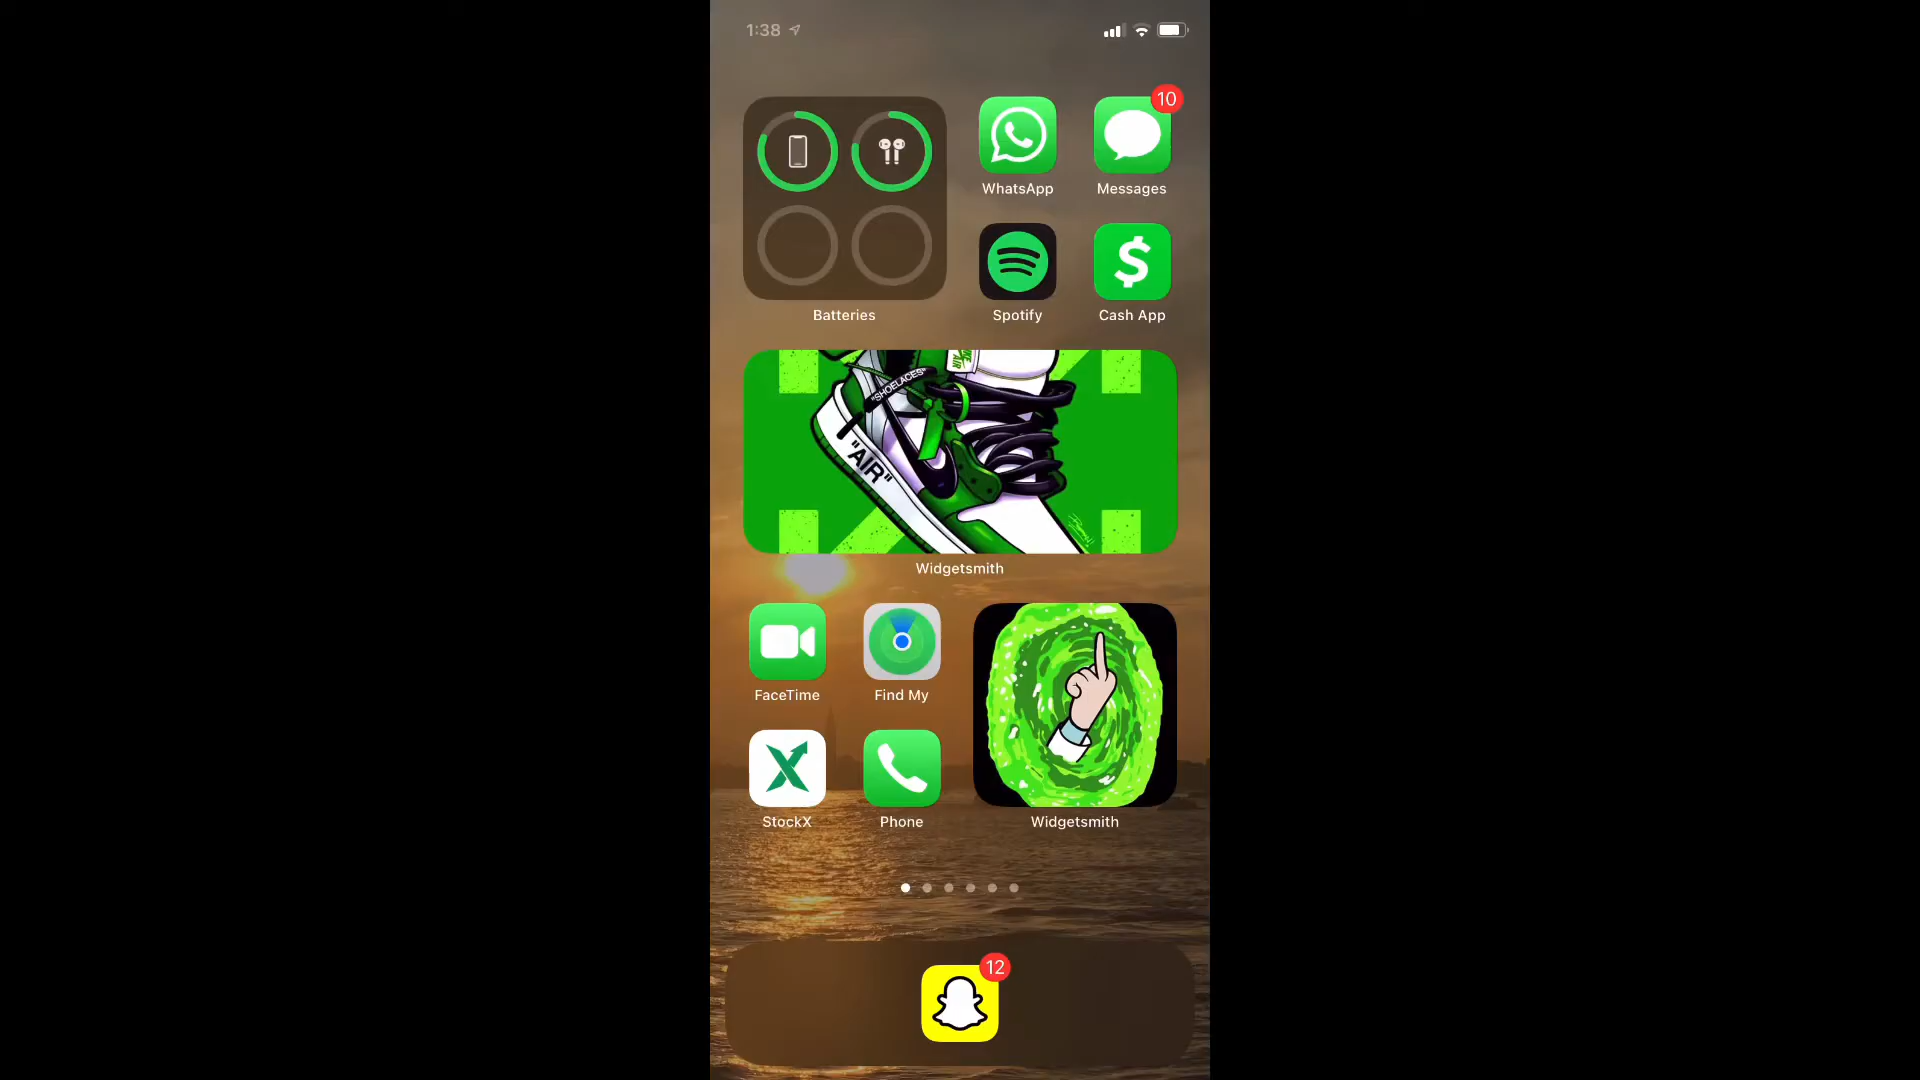 1:38
10
WhatsApp
Messages
Spotify
Cash App
Batteries
"SHOELACES"
AIR
"AIR"
Widgetsmith
FaceTime
Find My
StockX
Phone
Widgetsmith
12